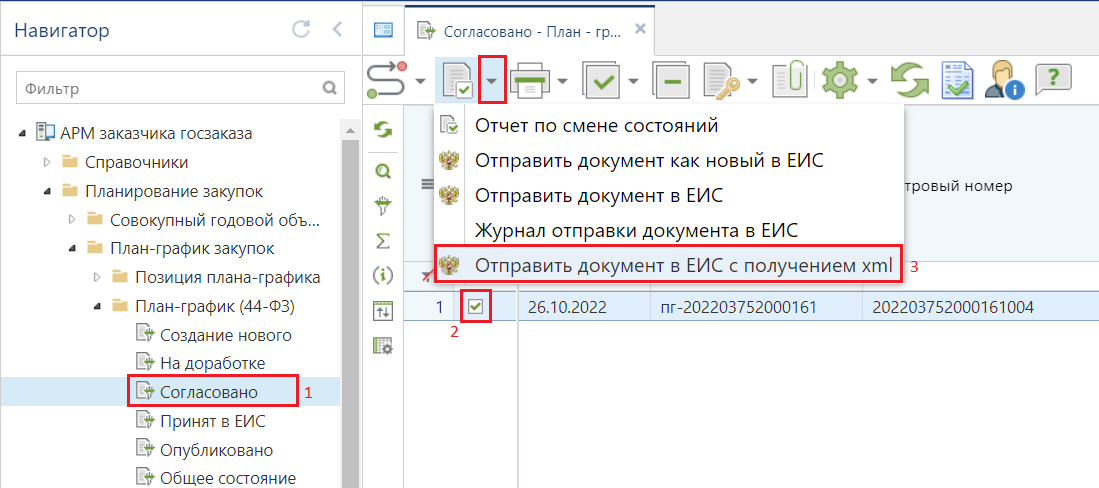 Навигатор
Согласовано - План - гр...
Фильтр
АРМ заказчика госзаказа
Справочники
Планирование закупок
Совокупный годовой объ...
План-график закупок
Позиция плана-графика
План-график (44-ФЗ)
Создание нового
На доработке
Согласовано 1
Принят в ЕИС
Опубликовано
Общее состояние
Отчет по смене состояний
Отправить документ как новый в ЕИС
Отправить документ в ЕИС
Журнал отправки документа в ЕИС
Отправить документ в ЕИС с получением xml 3
тровый номер
1 26.10.2022 пг-202203752000161 202203752000161004
2